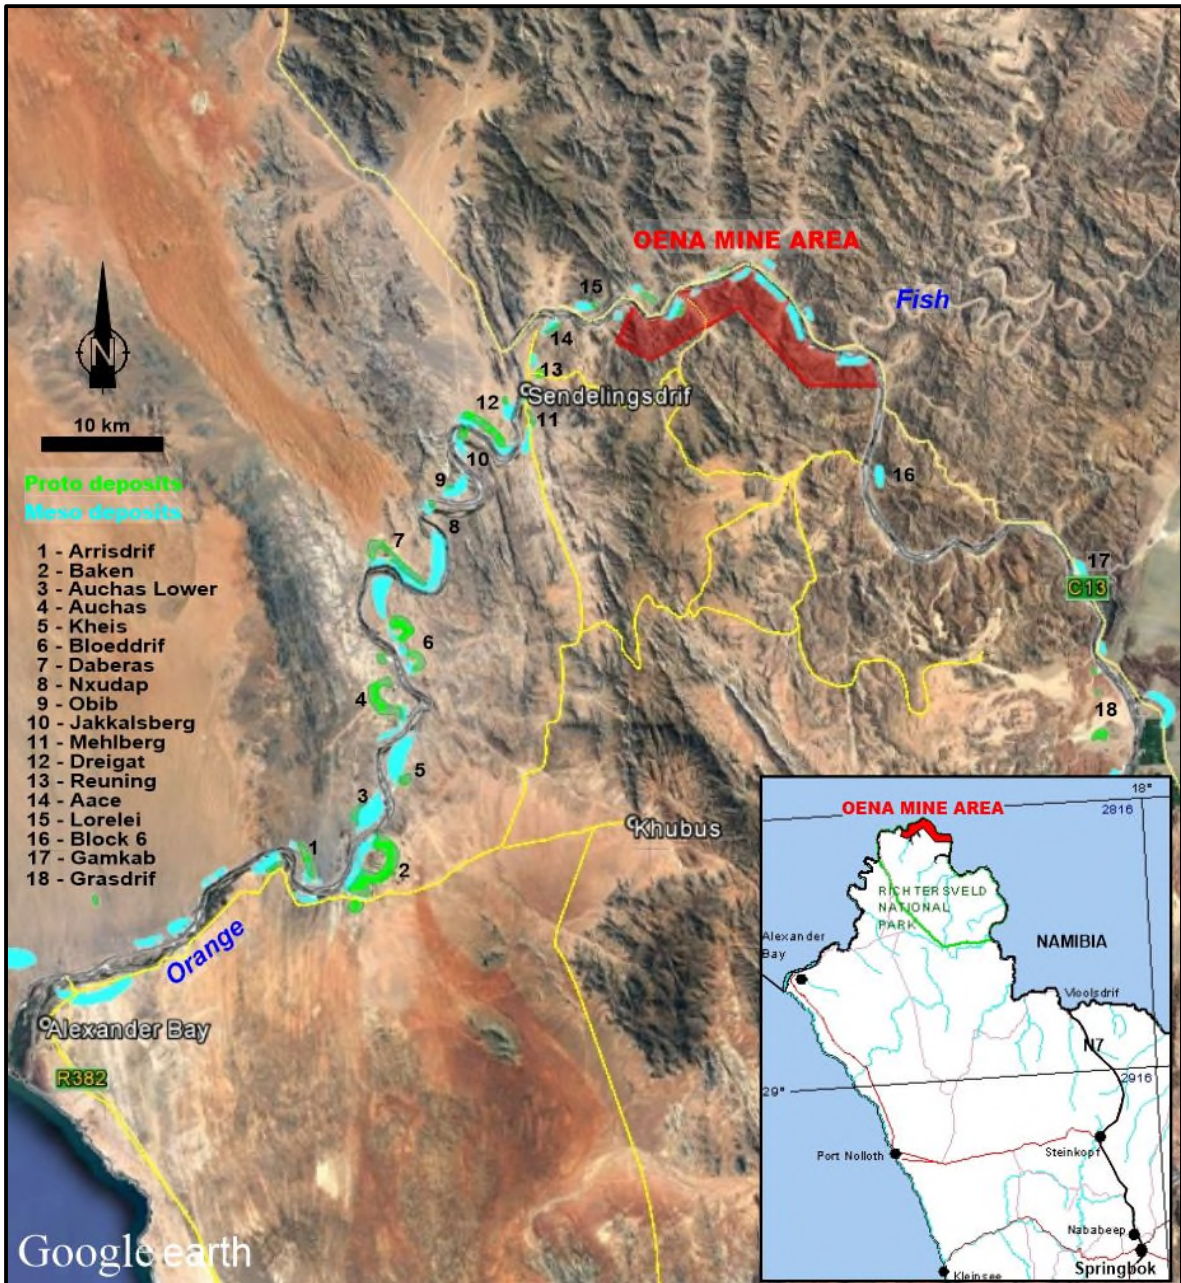 OENA MINE AREA
Fish
15
14
13
Sendelingsdrif
12
11
10
9
8
16
7
17
C13
6
18
4
5
3
Khubus
1
2
Orange
Alexander Bay
R382
N
10 km
Proto deposits
Meso deposits
1 - Arrisdrif
2 - Baken
3 - Auchas Lower
4 - Auchas
5 - Kheis
6 - Bloeddrif
7 - Daberas
8 - Nxudap
9 - Obib
10 - Jakkalsberg
11 - Mehlberg
12 - Dreigat
13 - Reuning
14 - Aace
15 - Lorelei
16 - Block 6
17 - Gamkab
18 - Grasdrif
Google earth
18°
OENA MINE AREA
2816
RICHTERSVELD
NATIONAL
PARK
Alexander
Bay
NAMIBIA
Vioolsdrif
N7
29°
2916
Port Nolloth
Steinkopf
Nababeep
Springbok
Kleinsee